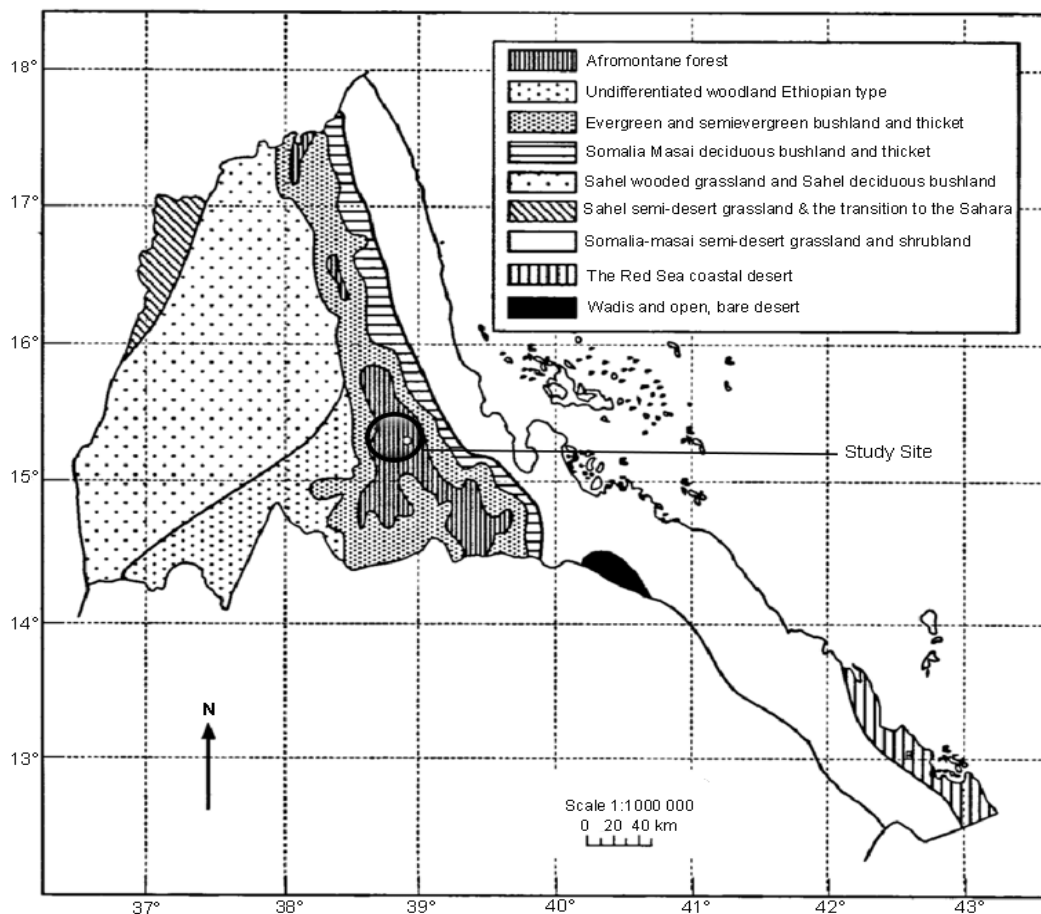 Afromontane forest
Undifferentiated woodland Ethiopian type
Evergreen and semievergreen bushland and thicket
Somalia Masai deciduous bushland and thicket
Sahel wooded grassland and Sahel deciduous bushland
Sahel semi-desert grassland & the transition to the Sahara
Somalia-masai semi-desert grassland and shrubland
The Red Sea coastal desert
Wadis and open, bare desert
18°
17°
16°
15°
14°
13°
12°
Study Site
N
Scale 1:1000 000
0 20 40 km
37° 38° 39° 40° 41° 42° 43°